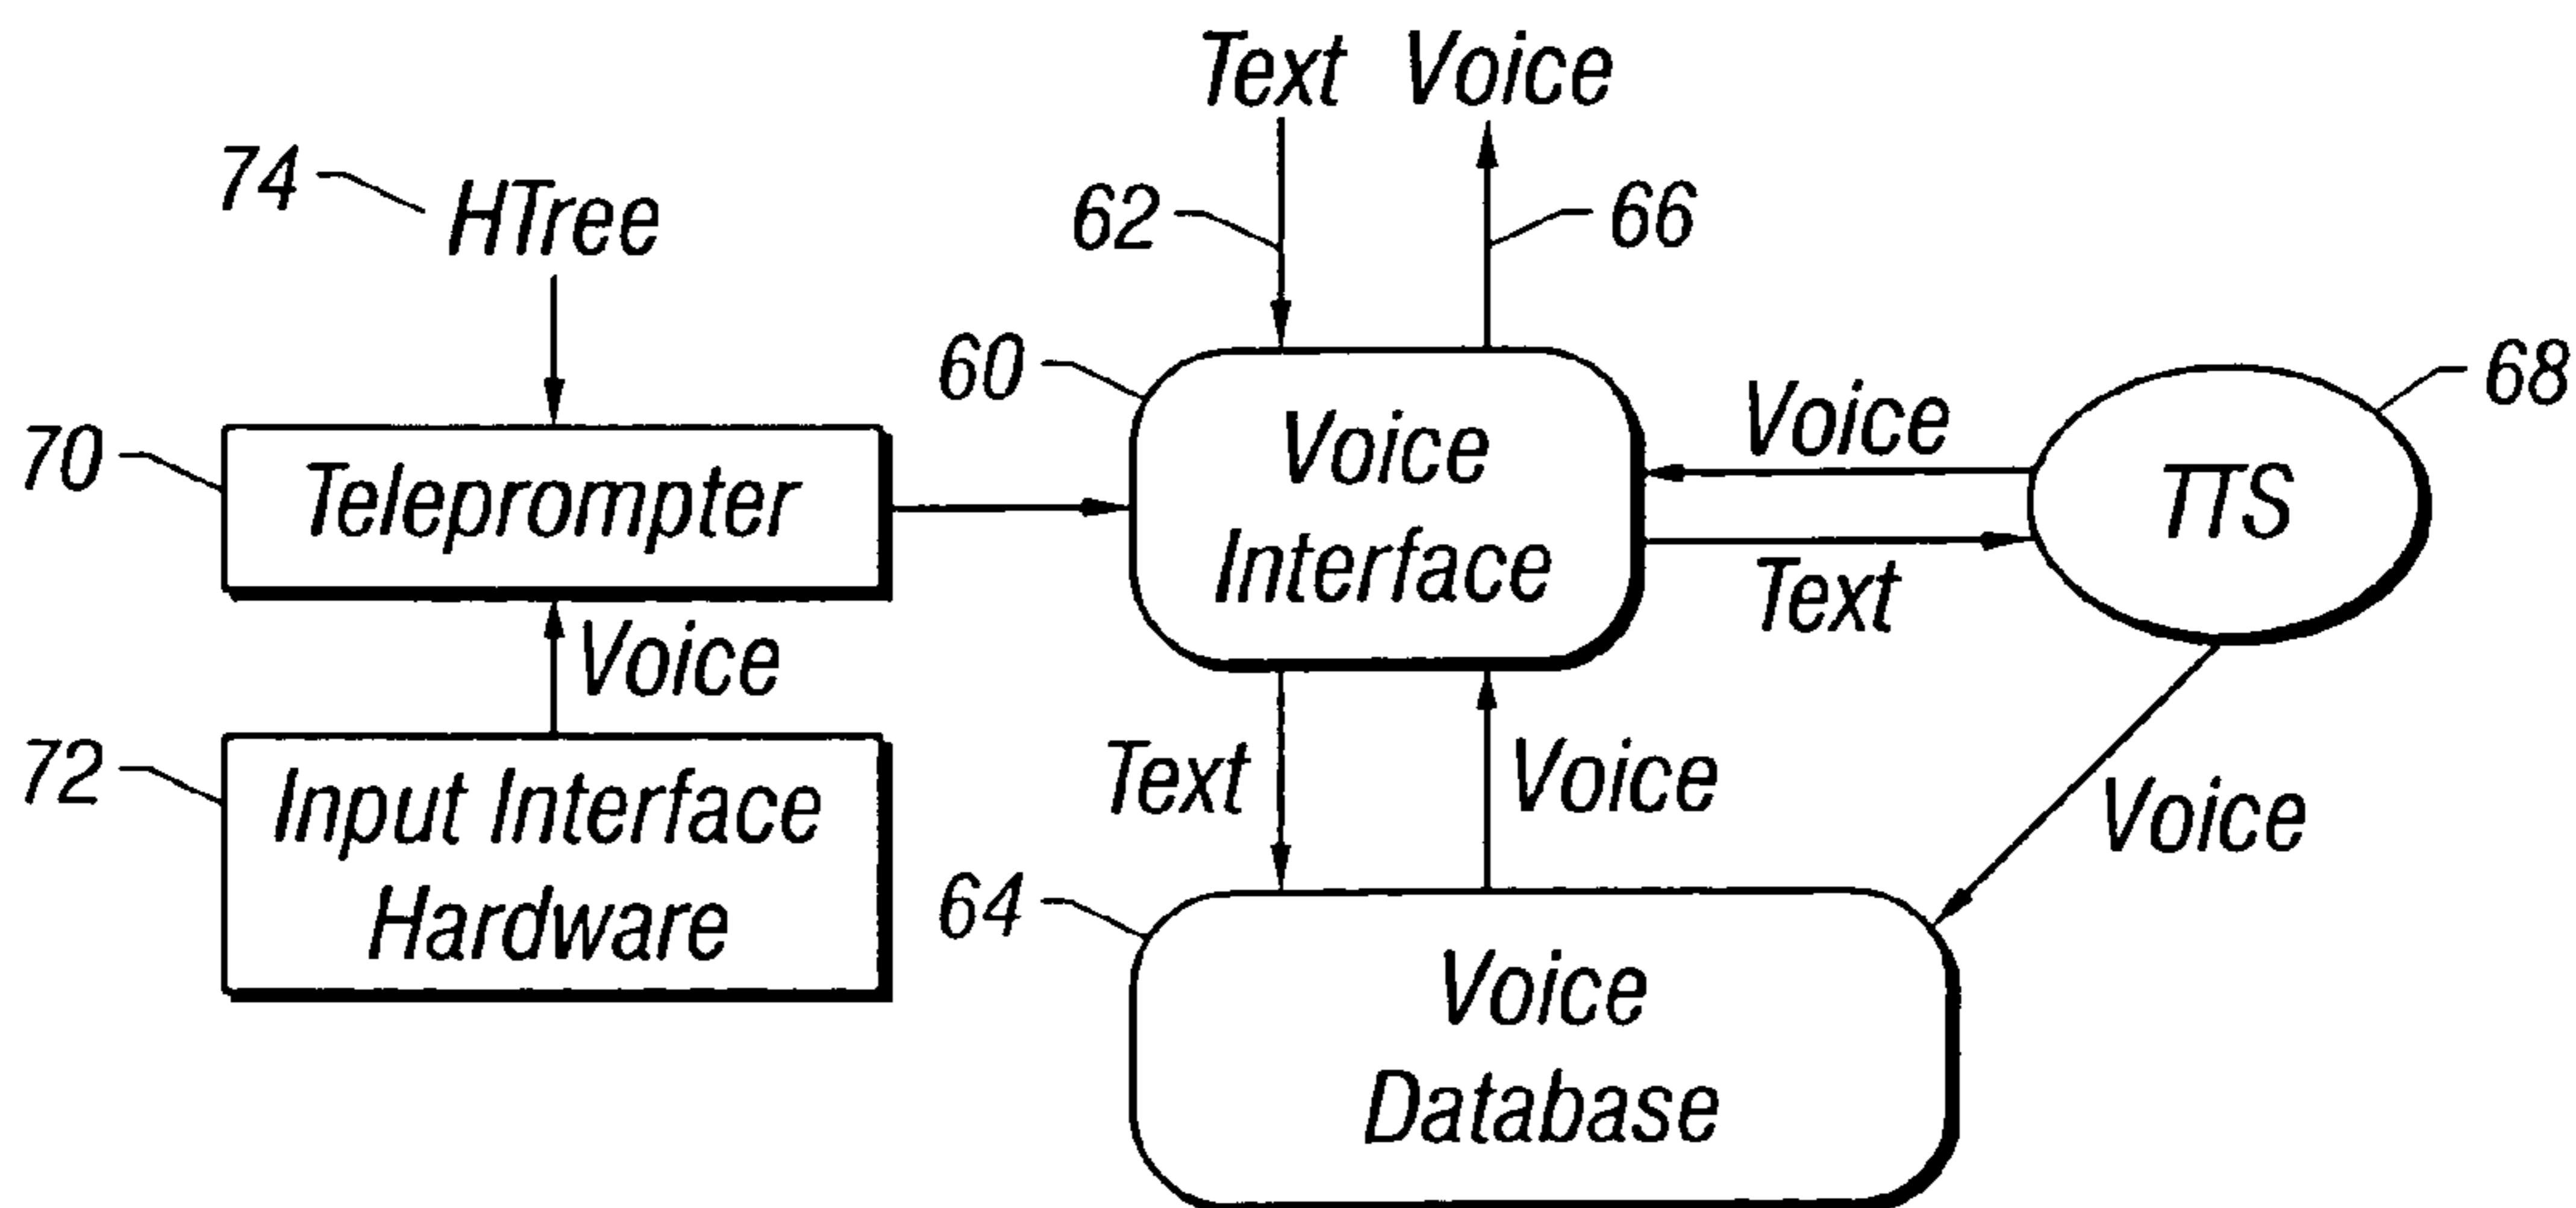 Text Voice
74 HTree
62
66
60
68
70
Teleprompter
Voice
Interface
Voice
TTS
Text
Voice
72
Input Interface
Hardware
Text
Voice
Voice
64
Voice
Database